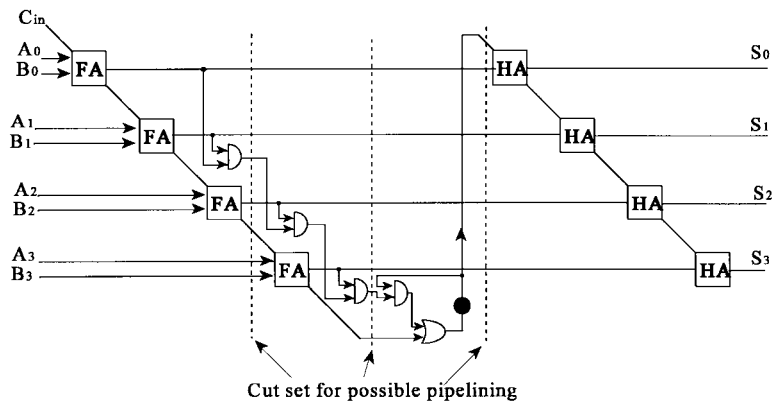 Cin
A0
B0
FA
HA
S0
A1
B1
FA
HA
S1
A2
B2
FA
HA
S2
A3
B3
FA
HA
S3
Cut set for possible pipelining